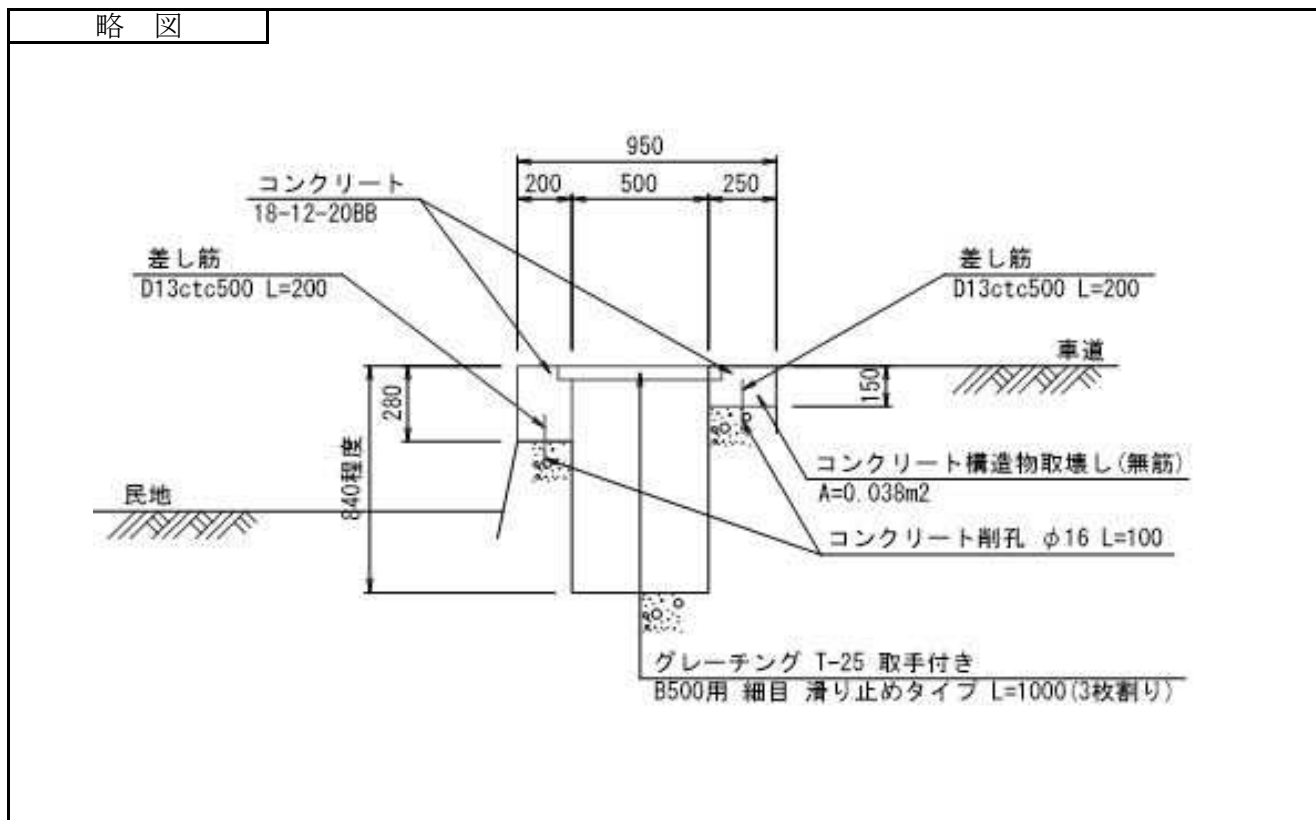 略 図
950
200 500 250
コンクリート
18-12-20BB
差し筋
D13ctc500 L=200
差し筋
D13ctc500 L=200
車道
280
150
840程度
民地
コンクリート構造物取壊し(無筋)
A=0.038m2
コンクリート削孔 φ16 L=100
グレーチング T-25 取手付き
B500用 細目 滑り止めタイプ L=1000(3枚割り)